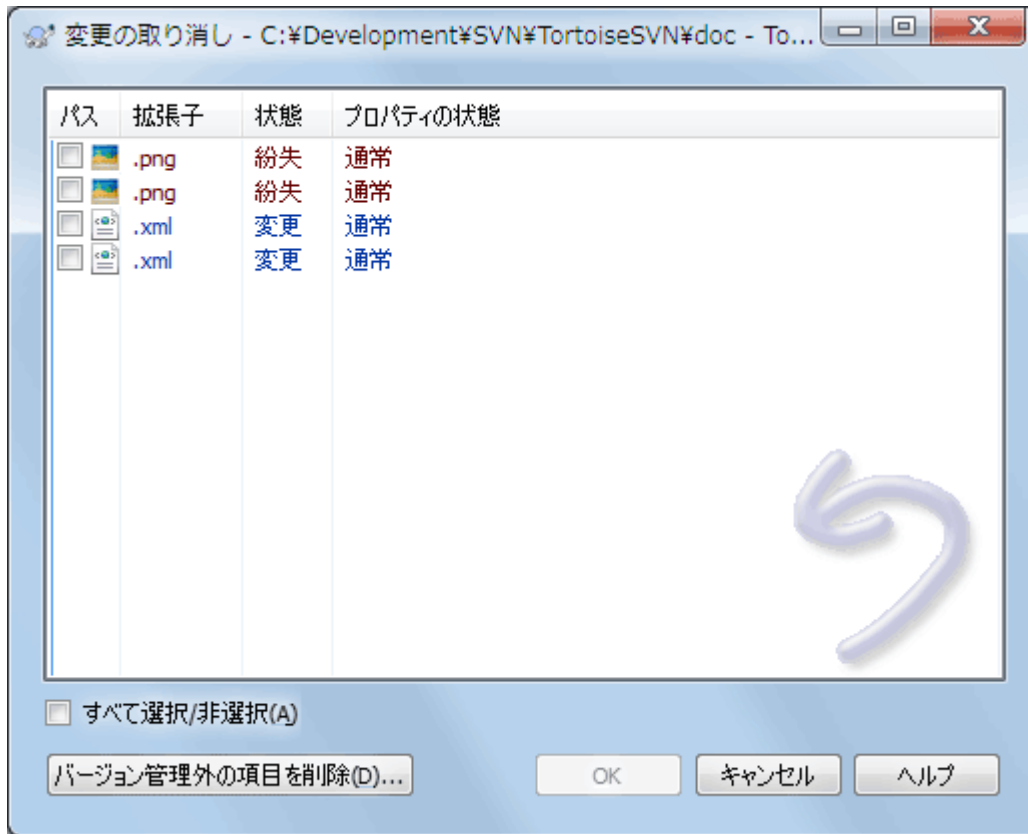 変更の取り消し - C:¥Development¥SVN¥TortoiseSVN¥doc - To...
パス 拡張子 状態 プロパティの状態
.png 紛失 通常
.png 紛失 通常
.xml 変更 通常
.xml 変更 通常
すべて選択/非選択(A)
バージョン管理外の項目を削除(D)... OK キャンセル ヘルプ